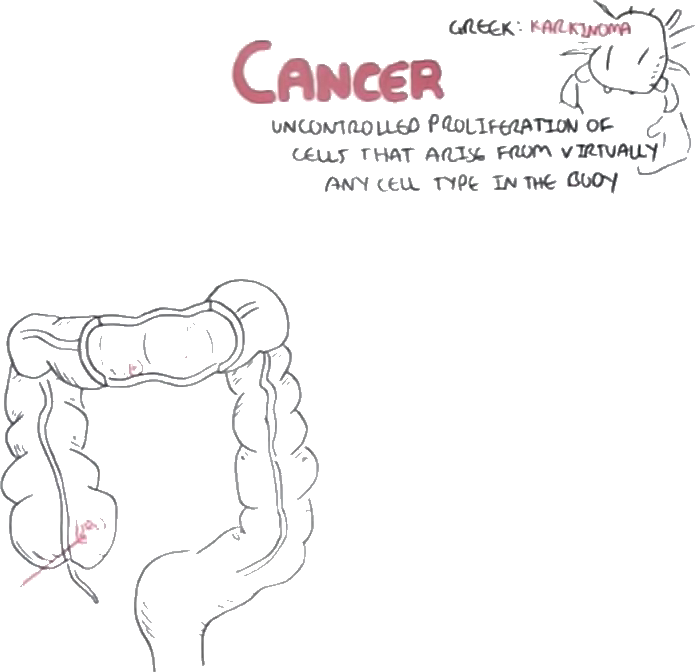 GREEK: KARKINOMA
CANCER
UNCONTROLLED PROLIFERATION OF
CELLS THAT ARISE FROM VIRTUALLY
ANY CELL TYPE IN THE BODY